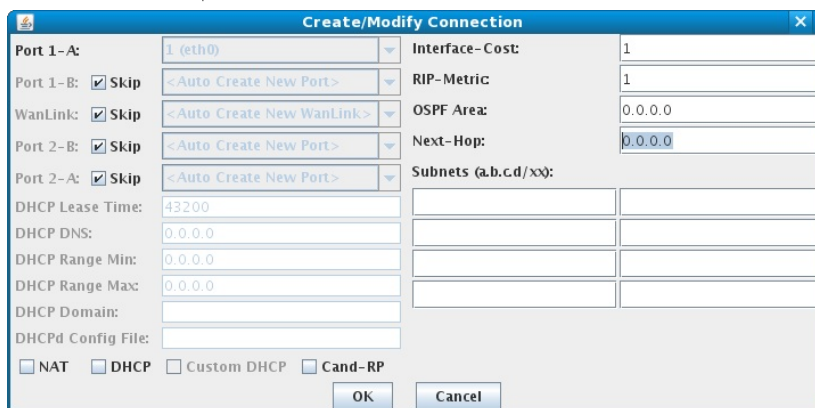 Create/Modify Connection
Port 1-A: 1 (eth0)
Port 1-B: Skip <Auto Create New Port>
WanLink: Skip <Auto Create New WanLink>
Port 2-B: Skip <Auto Create New Port>
Port 2-A: Skip <Auto Create New Port>
DHCP Lease Time: 43200
DHCP DNS: 0.0.0.0
DHCP Range Min: 0.0.0.0
DHCP Range Max: 0.0.0.0
DHCP Domain:
DHCPd Config File:
Interface-Cost: 1
RIP-Metric: 1
OSPF Area: 0.0.0.0
Next-Hop: 0.0.0.0
Subnets (a.b.c.d/xx):
NAT DHCP Custom DHCP Cand-RP
OK Cancel